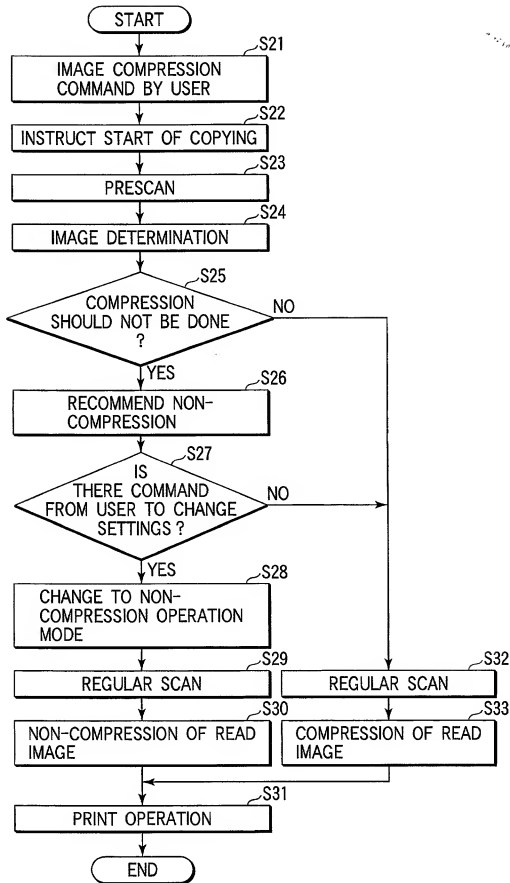 START
S21
IMAGE COMPRESSION
COMMAND BY USER
S22
INSTRUCT START OF COPYING
S23
PRESCAN
S24
IMAGE DETERMINATION
S25
COMPRESSION
SHOULD NOT BE DONE
?
NO
YES
S26
RECOMMEND NON-
COMPRESSION
S27
IS
THERE COMMAND
FROM USER TO CHANGE
SETTINGS?
NO
YES
S28
CHANGE TO NON-
COMPRESSION OPERATION
MODE
S29
REGULAR SCAN
S30
NON-COMPRESSION OF READ
IMAGE
S32
REGULAR SCAN
S33
COMPRESSION OF READ
IMAGE
S31
PRINT OPERATION
END